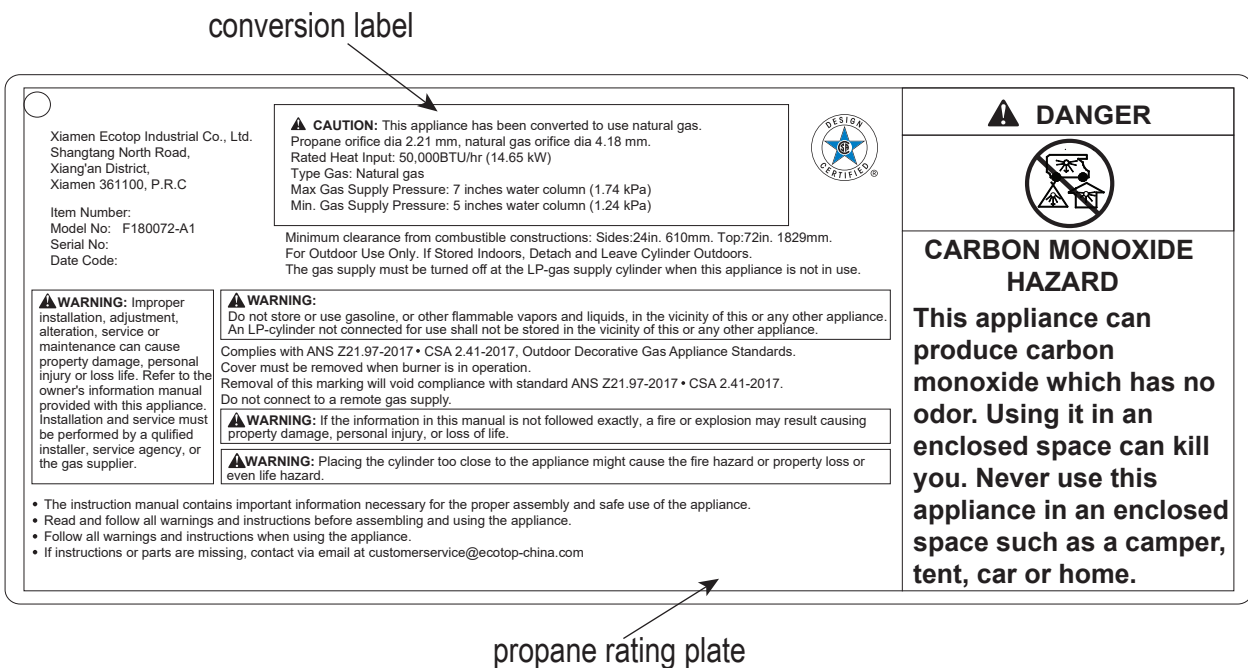 conversion label
Xiamen Ecotop Industrial Co., Ltd.
Shangtang North Road,
Xiang'an District,
Xiamen 361100, P.R.C
Item Number:
Model No: F180072-A1
Serial No:
Date Code:
CAUTION: This appliance has been converted to use natural gas.
Propane orifice dia 2.21 mm, natural gas orifice dia 4.18 mm.
Rated Heat Input: 50,000BTU/hr (14.65 kW)
Type Gas: Natural gas
Max Gas Supply Pressure: 7 inches water column (1.74 kPa)
Min. Gas Supply Pressure: 5 inches water column (1.24 kPa)
DESIGN
CERTIFIED
®
Minimum clearance from combustible constructions: Sides:24in. 610mm. Top:72in. 1829mm.
For Outdoor Use Only. If Stored Indoors, Detach and Leave Cylinder Outdoors.
The gas supply must be turned off at the LP-gas supply cylinder when this appliance is not in use.
WARNING: Improper
installation, adjustment,
alteration, service or
maintenance can cause
property damage, personal
injury or loss life. Refer to the
owner's information manual
provided with this appliance.
Installation and service must
be performed by a qulified
installer, service agency, or
the gas supplier.
WARNING:
Do not store or use gasoline, or other flammable vapors and liquids, in the vicinity of this or any other appliance.
An LP-cylinder not connected for use shall not be stored in the vicinity of this or any other appliance.
Complies with ANS Z21.97-2017 • CSA 2.41-2017, Outdoor Decorative Gas Appliance Standards.
Cover must be removed when burner is in operation.
Removal of this marking will void compliance with standard ANS Z21.97-2017 • CSA 2.41-2017.
Do not connect to a remote gas supply.
WARNING: If the information in this manual is not followed exactly, a fire or explosion may result causing
property damage, personal injury, or loss of life.
WARNING: Placing the cylinder too close to the appliance might cause the fire hazard or property loss or
even life hazard.
• The instruction manual contains important information necessary for the proper assembly and safe use of the appliance.
• Read and follow all warnings and instructions before assembling and using the appliance.
• Follow all warnings and instructions when using the appliance.
• If instructions or parts are missing, contact via email at customerservice@ecotop-china.com
DANGER
CARBON MONOXIDE
HAZARD
This appliance can
produce carbon
monoxide which has no
odor. Using it in an
enclosed space can kill
you. Never use this
appliance in an enclosed
space such as a camper,
tent, car or home.
propane rating plate